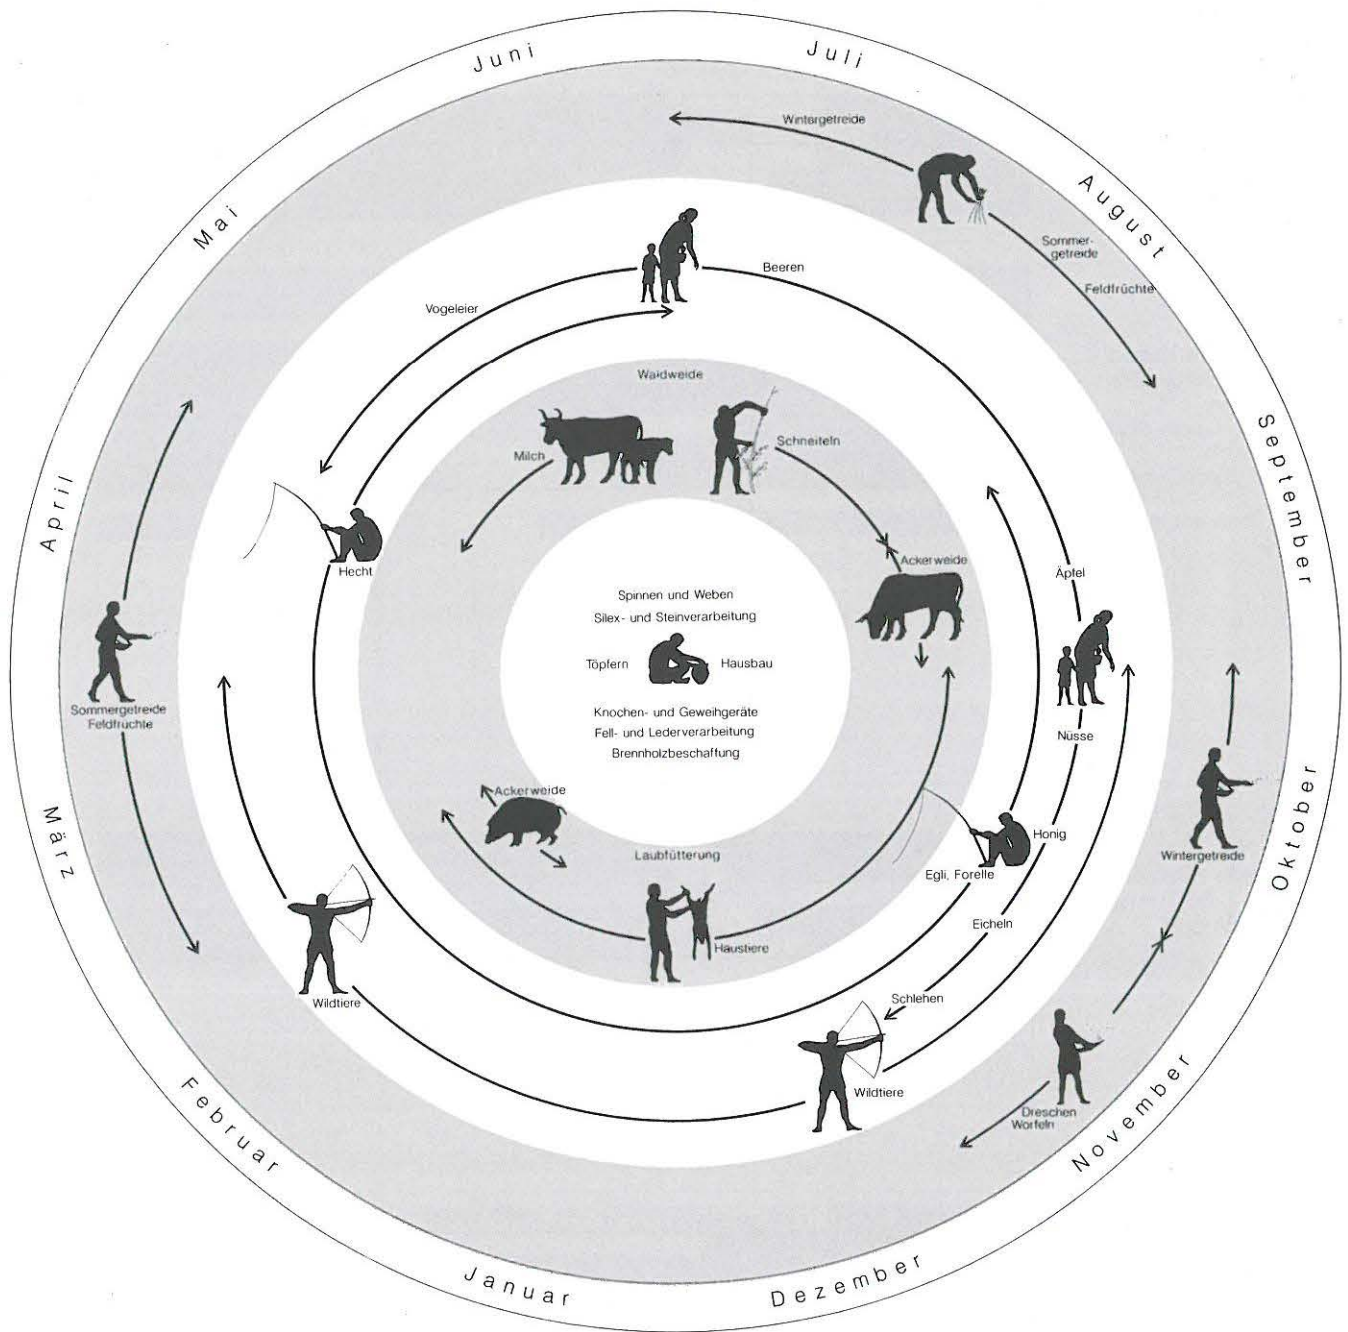 Juni
Juli
Mai
August
April
September
März
Oktober
Februar
November
Januar
Dezember
Wintergetreide
Sommer-
getreide
Feldfrüchte
Beeren
Vogeleier
Waldweide
Milch
Schneiteln
Ackerweide
Hecht
Äpfel
Spinnen und Weben
Silex- und Steinverarbeitung
Töpfern
Hausbau
Knochen- und Geweihgeräte
Fell- und Lederverarbeitung
Brennholzbeschaffung
Sommergetreide
Feldfrüchte
Nüsse
Ackerweide
Laubfütterung
Honig
Egli, Forelle
Wintergetreide
Eicheln
Haustiere
Wildtiere
Schlehen
Wildtiere
Dreschen
Worfeln